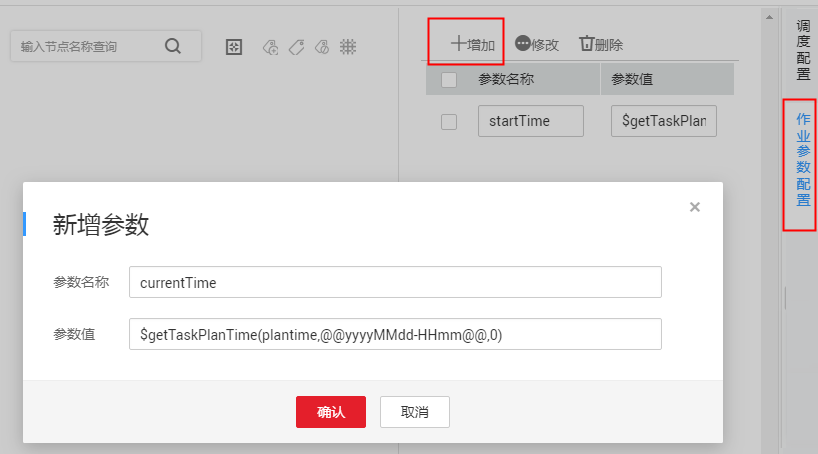 输入节点名称查询
增加
修改
删除
参数名称
参数值
startTime
$getTaskPlan
调度配置
作业参数配置
新增参数
参数名称
currentTime
参数值
$getTaskPlanTime(plantime,@@yyyyMMdd-HHmm@@,0)
确认
取消